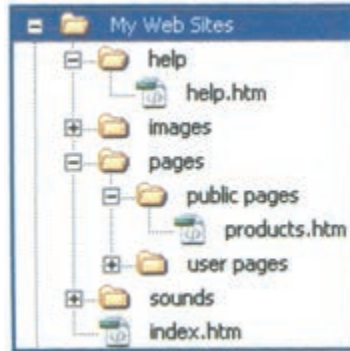 My Web Sites
help
help.htm
images
pages
public pages
products.htm
user pages
sounds
index.htm